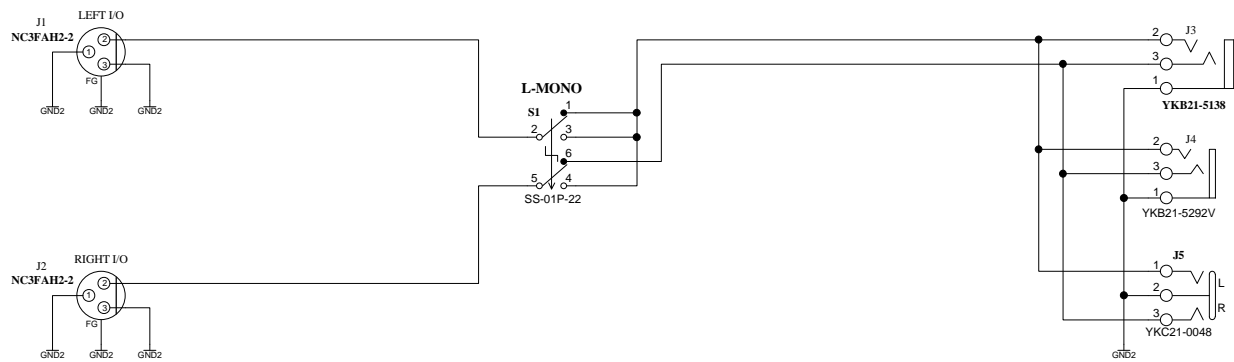 LEFT I/O
J1
NC3FAH2-2
2
1
3
FG
GND2
GND2
GND2
L-MONO
S1
1
2
3
6
5
4
SS-01P-22
RIGHT I/O
J2
NC3FAH2-2
2
1
3
FG
GND2
GND2
GND2
J3
2
3
1
YKB21-5138
J4
2
3
1
YKB21-5292V
J5
1
2
3
L
R
YKC21-0048
GND2